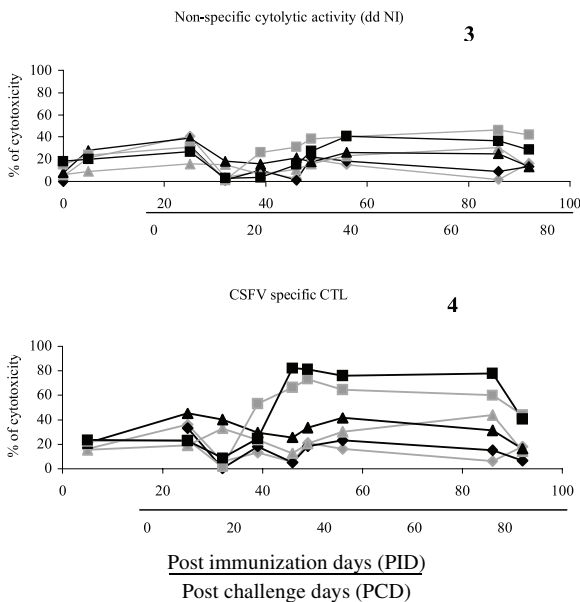 Non-specific cytolytic activity (dd NI)
3
% of cytotoxicity
100
80
60
40
20
0
0 20 40 60 80 100
0 20 40 60 80
CSFV specific CTL
4
% of cytotoxicity
100
80
60
40
20
0
0 20 40 60 80 100
0 20 40 60 80
Post immunization days (PID)
Post challenge days (PCD)